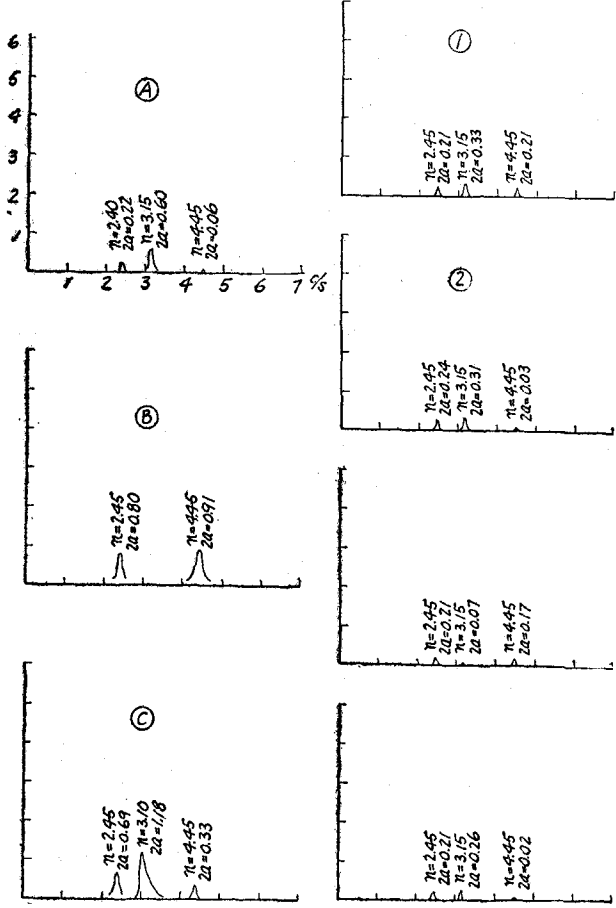 A
6
5
4
3
2
1
n=2.40
2a=0.22
n=3.15
2a=0.60
n=4.45
2a=0.06
1 2 3 4 5 6 7 c/s
B
n=2.45
2a=0.80
n=4.45
2a=0.91
C
n=2.45
2a=0.69
n=3.10
2a=1.18
n=4.45
2a=0.33
1
n=2.45
2a=0.21
n=3.15
2a=0.33
n=4.45
2a=0.21
2
n=2.45
2a=0.24
n=3.15
2a=0.31
n=4.45
2a=0.03
n=2.45
2a=0.21
n=3.15
2a=0.07
n=4.45
2a=0.17
n=2.45
2a=0.21
n=3.15
2a=0.26
n=4.45
2a=0.02